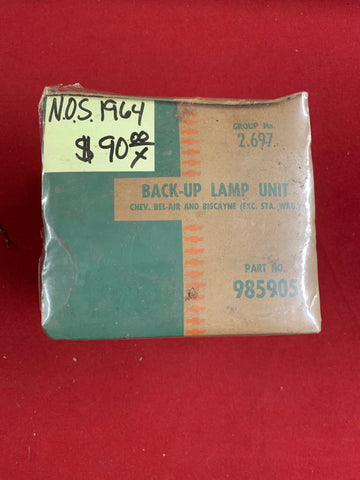 N.O.S. 1964
$90 00/X
GROUP No.
2.697
BACK-UP LAMP UNIT
CHEV. BEL-AIR AND BISCAYNE (EXC. STA. WAG.)
PART NO.
985905